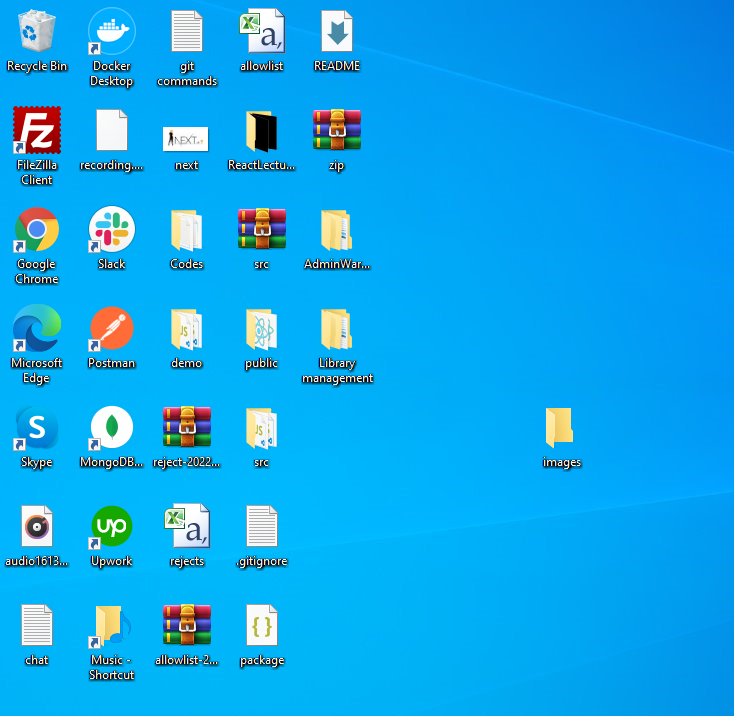 Recycle Bin
Docker
Desktop
git
commands
allowlist
README
FileZilla
Client
recording....
NEXT
next
ReactLectu...
zip
Google
Chrome
Slack
Codes
src
AdminWar...
Microsoft
Edge
Postman
demo
public
Library
management
Skype
MongoDB...
reject-2022...
src
images
audio1613...
Upwork
rejects
.gitignore
chat
Music -
Shortcut
allowlist-2...
package